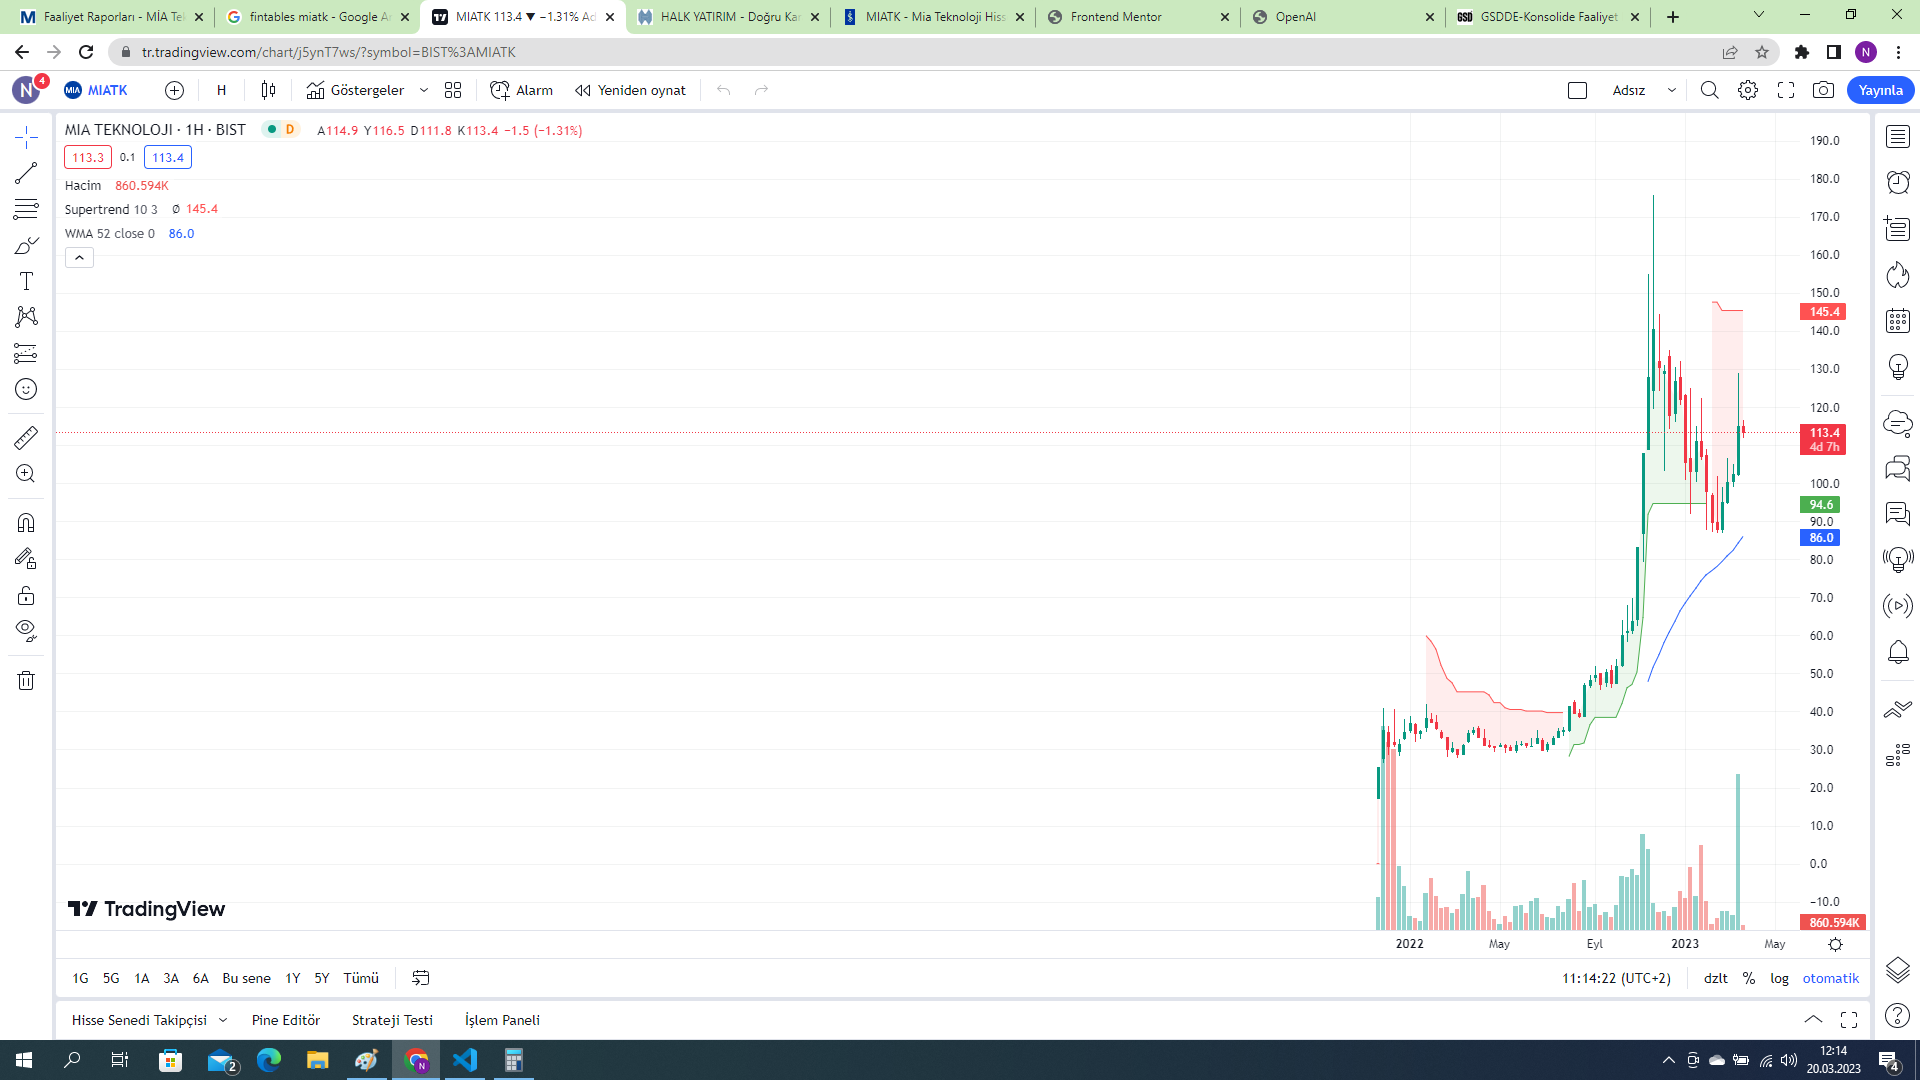 Faaliyet Raporları - MİA Tek
fintables miatk - Google Ar
MIATK 113.4 ▼ −1.31% Ad
HALK YATIRIM - Doğru Kar
MIATK - Mia Teknoloji Hiss
Frontend Mentor
OpenAI
GSDDE-Konsolide Faaliyet
tr.tradingview.com/chart/j5ynT7ws/?symbol=BIST%3AMIATK
N
N 4
MIA MIATK
H
Göstergeler
Alarm
Yeniden oynat
Adsız
Yayınla
MIA TEKNOLOJI · 1H · BIST
D
A114.9 Y116.5 D111.8 K113.4 −1.5 (−1.31%)
113.3 0.1 113.4
Hacim 860.594K
Supertrend 10 3 Ø 145.4
WMA 52 close 0 86.0
190.0
180.0
170.0
160.0
150.0
145.4
140.0
130.0
120.0
113.4
4d 7h
100.0
94.6
90.0
86.0
80.0
70.0
60.0
50.0
40.0
30.0
20.0
10.0
0.0
−10.0
860.594K
TradingView
2022 May Eyl 2023 May
1G 5G 1A 3A 6A Bu sene 1Y 5Y Tümü
11:14:22 (UTC+2)
dzlt % log otomatik
Hisse Senedi Takipçisi
Pine Editör
Strateji Testi
İşlem Paneli
2
N
12:14
20.03.2023
4